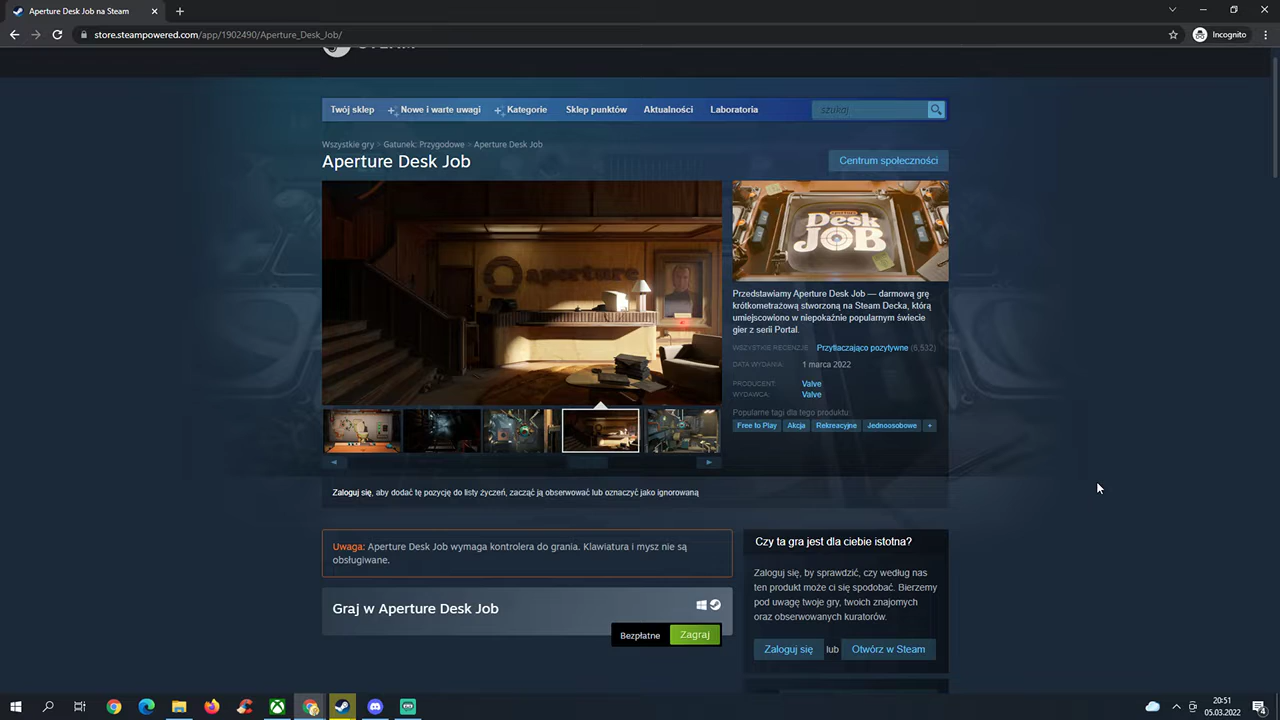 Aperture Desk Job na Steam
store.steampowered.com/app/1902490/Aperture_Desk_Job/
Incognito
Twój sklep
Nowe i warte uwagi
Kategorie
Sklep punktów
Aktualności
Laboratoria
szukaj
Wszystkie gry > Gatunek: Przygodowe > Aperture Desk Job
Aperture Desk Job
Centrum społeczności
aperture
APERTURE
Desk
JOB
Przedstawiamy Aperture Desk Job — darmową grę
krótkometrażową stworzoną na Steam Decka, którą
umiejscowiono w niepokaźnie popularnym świecie
gier z serii Portal.
WSZYSTKIE RECENZJE: Przytłaczająco pozytywne (6,532)
DATA WYDANIA: 1 marca 2022
PRODUCENT: Valve
WYDAWCA: Valve
Popularne tagi dla tego produktu:
Free to Play
Akcja
Rekreacyjne
Jednoosobowe
+
Zaloguj się, aby dodać tę pozycję do listy życzeń, zacząć ją obserwować lub oznaczyć jako ignorowaną
Uwaga: Aperture Desk Job wymaga kontrolera do grania. Klawiatura i mysz nie są
obsługiwane.
Graj w Aperture Desk Job
Bezpłatne
Zagraj
Czy ta gra jest dla ciebie istotna?
Zaloguj się, by sprawdzić, czy według nas
ten produkt może ci się spodobać. Bierzemy
pod uwagę twoje gry, twoich znajomych
oraz obserwowanych kuratorów.
Zaloguj się lub Otwórz w Steam
20:51
05.03.2022